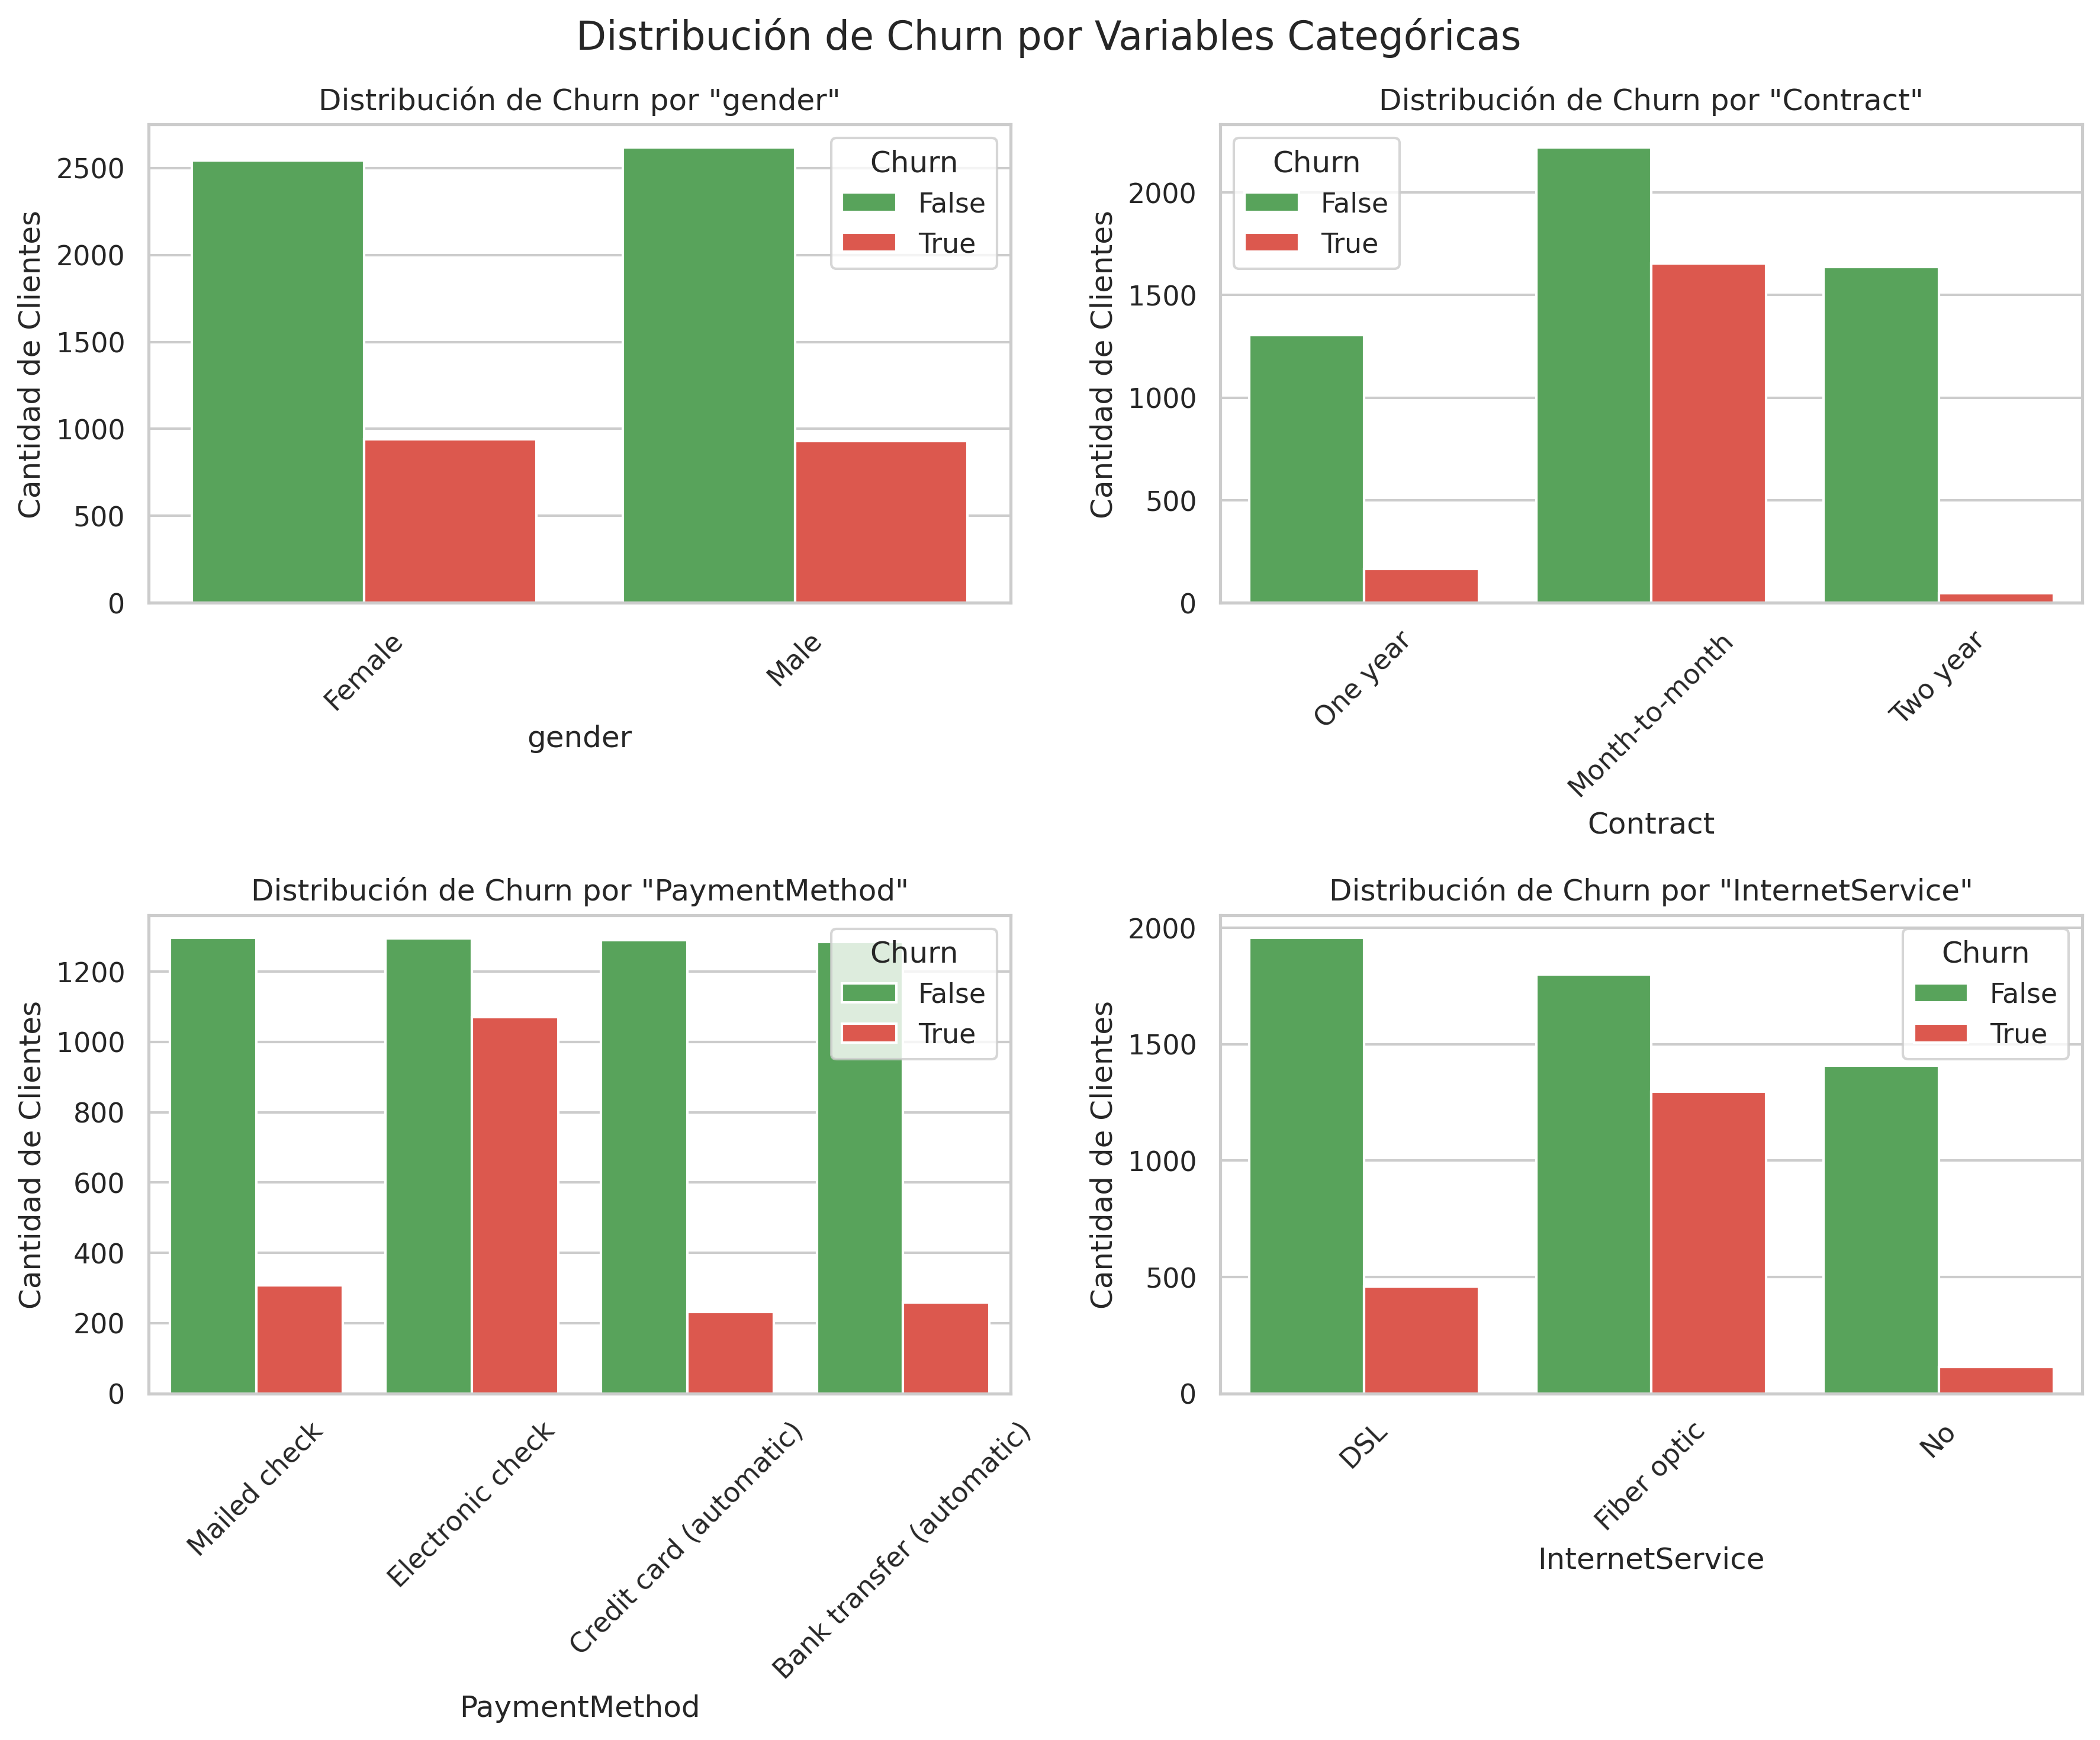 Distribución de Churn por Variables Categóricas
Distribución de Churn por "gender"
Cantidad de Clientes
2500
2000
1500
1000
500
0
Churn
False
True
Female
Male
gender
Distribución de Churn por "Contract"
Cantidad de Clientes
2000
1500
1000
500
0
Churn
False
True
One year
Month-to-month
Two year
Contract
Distribución de Churn por "PaymentMethod"
Cantidad de Clientes
1200
1000
800
600
400
200
0
Churn
False
True
Mailed check
Electronic check
Credit card (automatic)
Bank transfer (automatic)
PaymentMethod
Distribución de Churn por "InternetService"
Cantidad de Clientes
2000
1500
1000
500
0
Churn
False
True
DSL
Fiber optic
No
InternetService